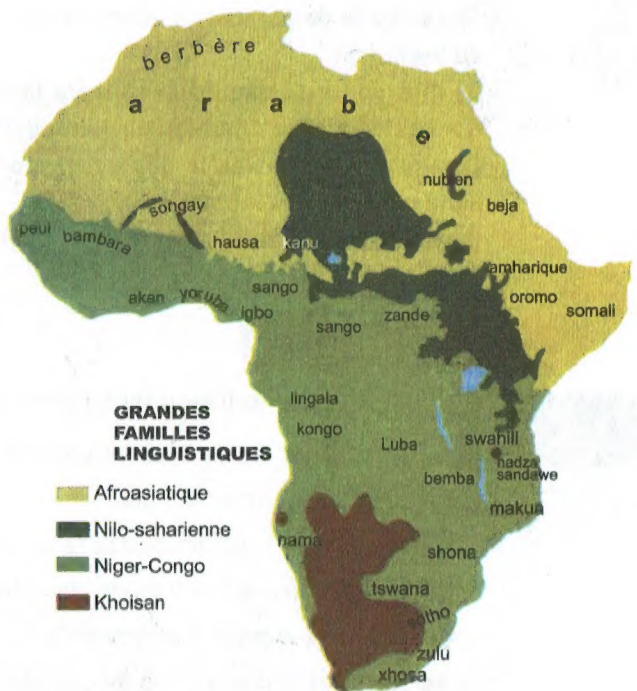 berbère
arabe
nubien
beja
songay
peul
bambara
hausa
kanu
amharique
oromo
somali
akan
yoruba
igbo
sango
sango
zande
lingala
kongo
Luba
swahili
hadza
sandawe
bemba
makua
nama
shona
tswana
sotho
zulu
xhosa
GRANDES
FAMILLES
LINGUISTIQUES
Afroasiatique
Nilo-saharienne
Niger-Congo
Khoisan